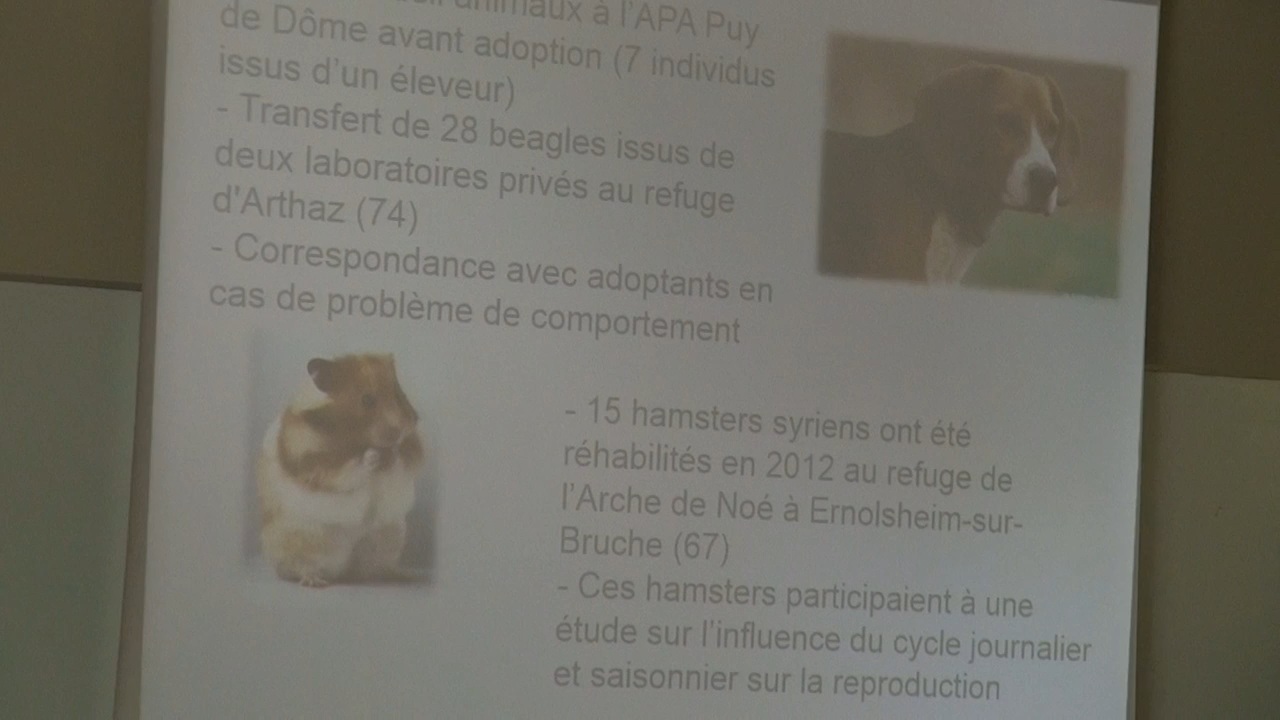 animaux à l'APA Puy
de Dôme avant adoption (7 individus
issus d'un éleveur)
- Transfert de 28 beagles issus de
deux laboratoires privés au refuge
d'Arthaz (74)
- Correspondance avec adoptants en
cas de problème de comportement
- 15 hamsters syriens ont été
réhabilités en 2012 au refuge de
l'Arche de Noé à Ernolsheim-sur-
Bruche (67)
- Ces hamsters participaient à une
étude sur l'influence du cycle journalier
et saisonnier sur la reproduction